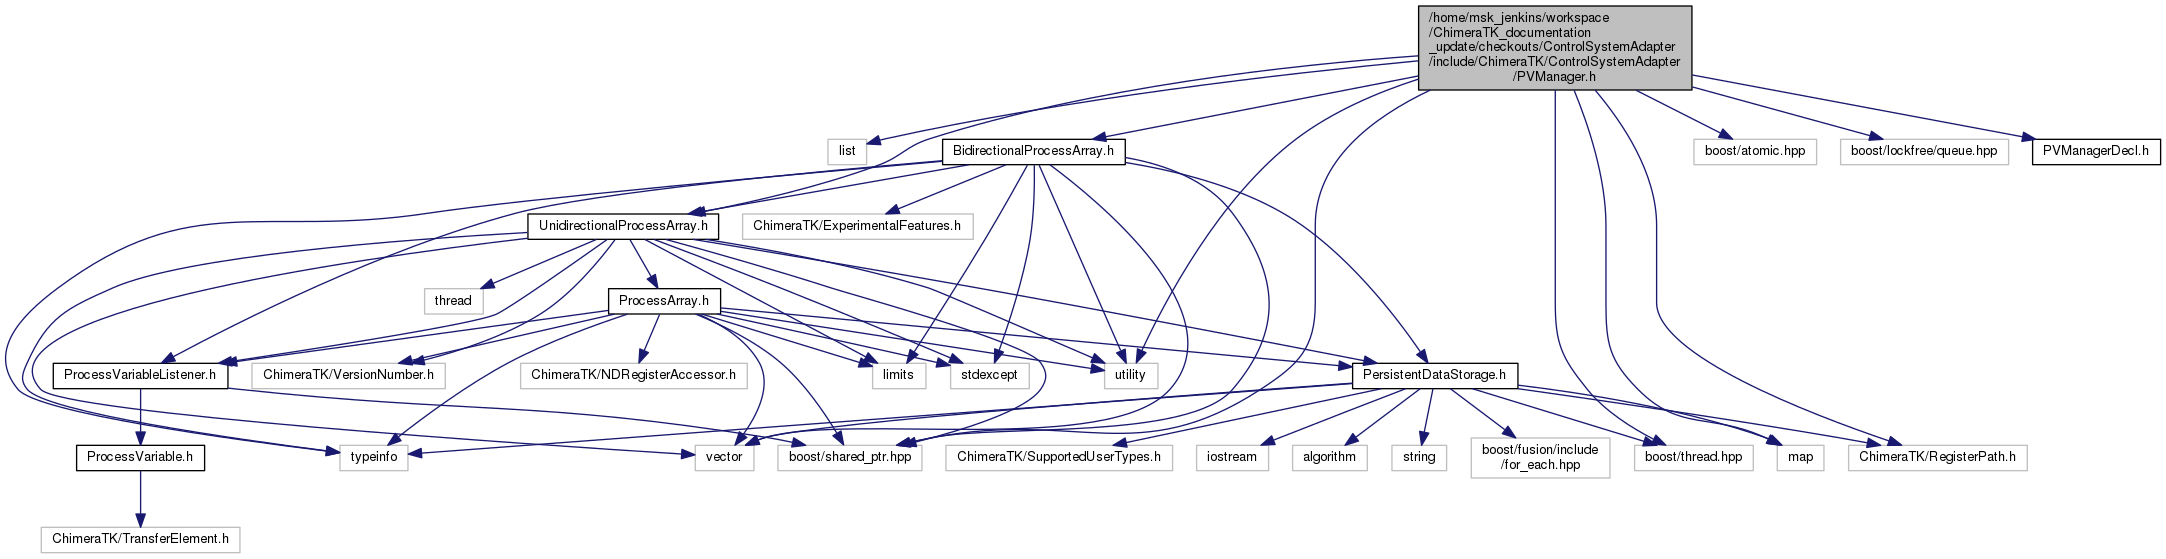 /home/msk_jenkins/workspace
/ChimeraTK_documentation
_update/checkouts/ControlSystemAdapter
/include/ChimeraTK/ControlSystemAdapter
/PVManager.h
list
BidirectionalProcessArray.h
boost/atomic.hpp
boost/lockfree/queue.hpp
PVManagerDecl.h
UnidirectionalProcessArray.h
ChimeraTK/ExperimentalFeatures.h
thread
ProcessArray.h
ProcessVariableListener.h
ChimeraTK/VersionNumber.h
ChimeraTK/NDRegisterAccessor.h
limits
stdexcept
utility
PersistentDataStorage.h
ProcessVariable.h
typeinfo
vector
boost/shared_ptr.hpp
ChimeraTK/SupportedUserTypes.h
iostream
algorithm
string
boost/fusion/include
/for_each.hpp
boost/thread.hpp
map
ChimeraTK/RegisterPath.h
ChimeraTK/TransferElement.h